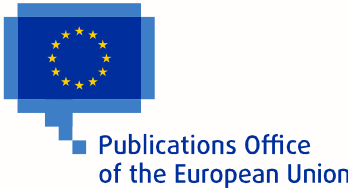 Publications Office
of the European Union